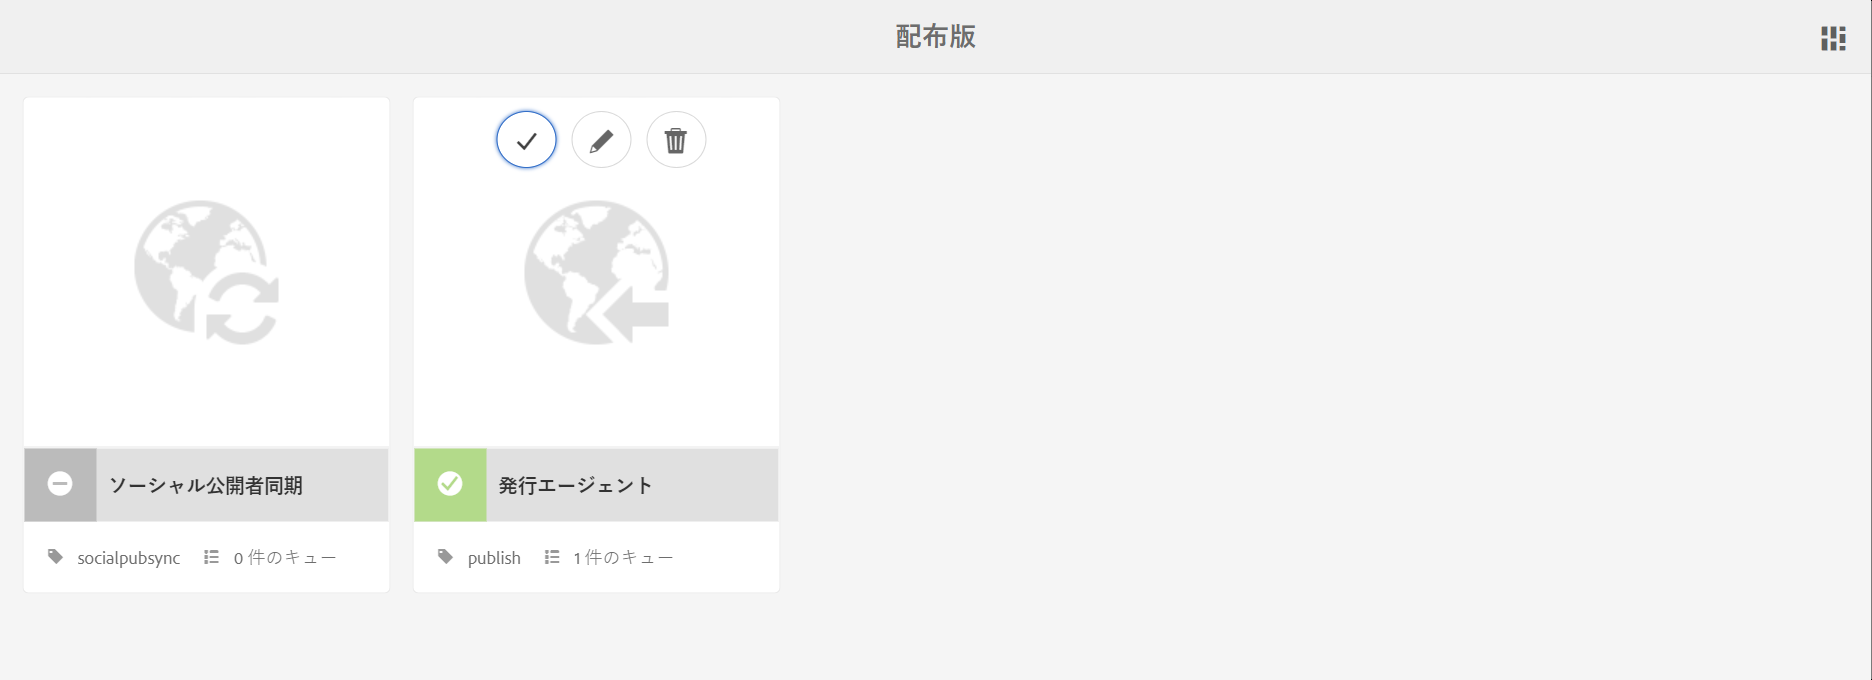 配布版
ソーシャル公開者同期
socialpubsync 0 件のキュー
発行エージェント
publish 1 件のキュー